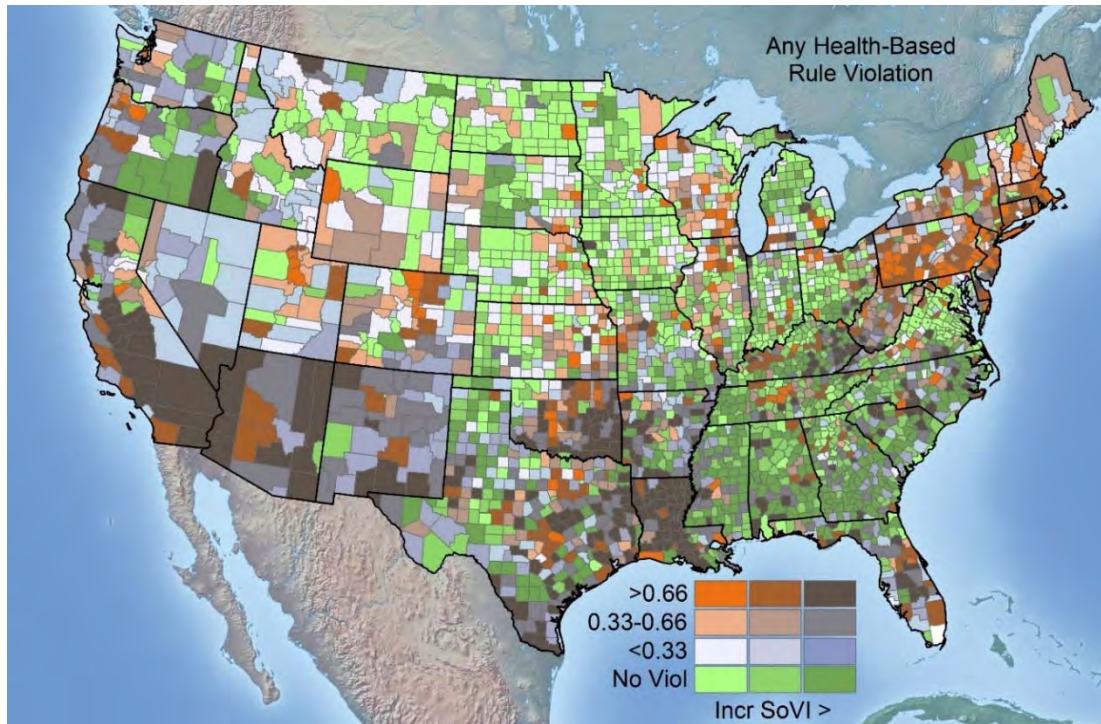 Any Health-Based
Rule Violation
>0.66
0.33-0.66
<0.33
No Viol
Incr SoVI >